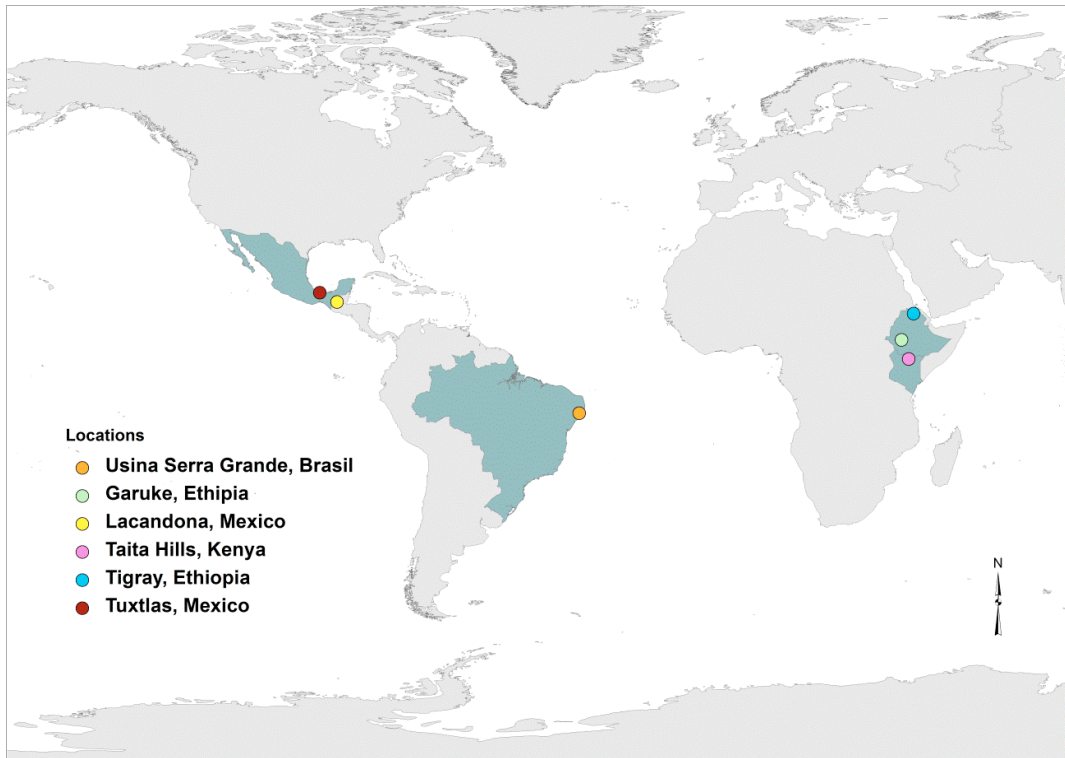 Locations
Usina Serra Grande, Brasil
Garuke, Ethipia
Lacandona, Mexico
Taita Hills, Kenya
Tigray, Ethiopia
Tuxtlas, Mexico
N